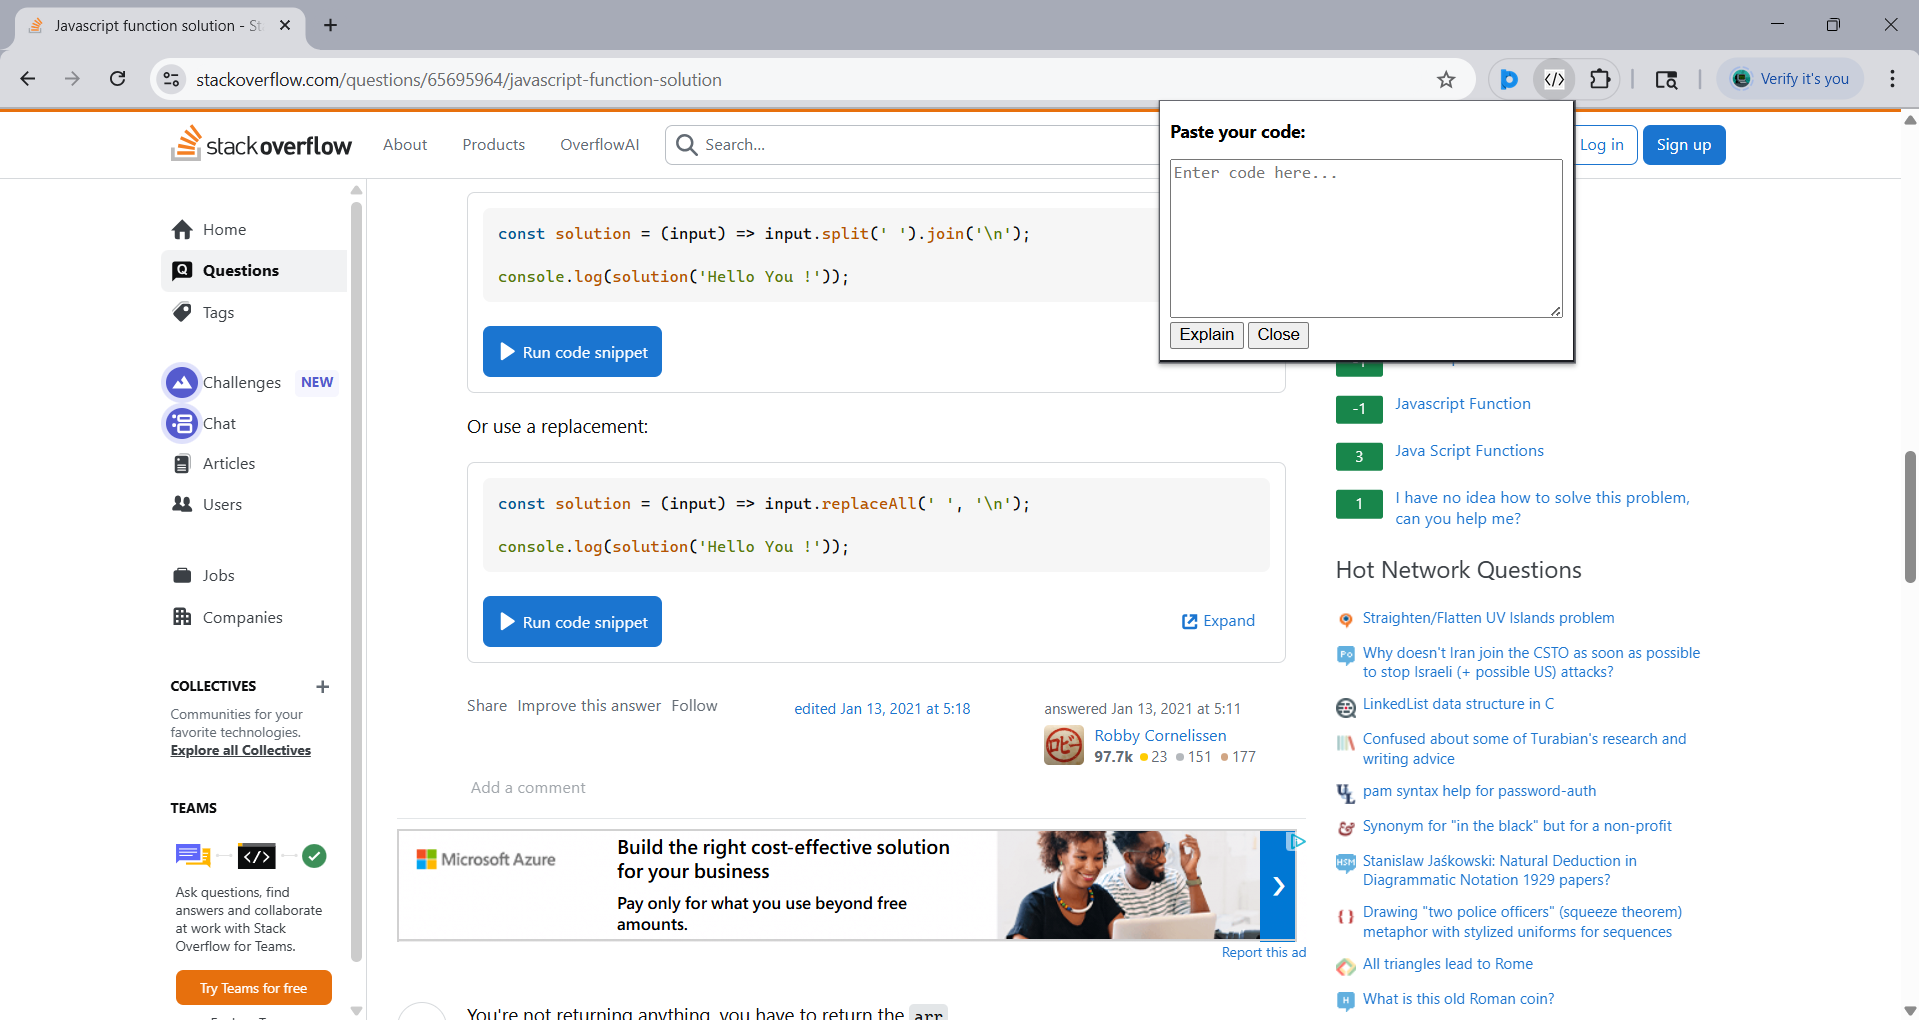 Javascript function solution - St
stackoverflow.com/questions/65695964/javascript-function-solution
Verify it's you
stackoverflow
About
Products
OverflowAI
Search...
Log in
Sign up
Paste your code:
Enter code here...
Explain
Close
Home
Questions
Tags
Challenges NEW
Chat
Articles
Users
Jobs
Companies
COLLECTIVES
Communities for your
favorite technologies.
Explore all Collectives
TEAMS
Ask questions, find
answers and collaborate
at work with Stack
Overflow for Teams.
Try Teams for free
const solution = (input) => input.split(' ').join('\n');
console.log(solution('Hello You !'));
Run code snippet
Or use a replacement:
const solution = (input) => input.replaceAll(' ', '\n');
console.log(solution('Hello You !'));
Run code snippet
Expand
Share Improve this answer Follow
edited Jan 13, 2021 at 5:18
answered Jan 13, 2021 at 5:11
ロビー
Robby Cornelissen
97.7k 23 151 177
Add a comment
Microsoft Azure
Build the right cost-effective solution
for your business
Pay only for what you use beyond free
amounts.
Report this ad
You're not returning anything, you have to return the arr
-1 Javascript Function
3 Java Script Functions
1 I have no idea how to solve this problem,
can you help me?
Hot Network Questions
Straighten/Flatten UV Islands problem
Why doesn't Iran join the CSTO as soon as possible
to stop Israeli (+ possible US) attacks?
LinkedList data structure in C
Confused about some of Turabian's research and
writing advice
pam syntax help for password-auth
Synonym for "in the black" but for a non-profit
Stanislaw Jaśkowski: Natural Deduction in
Diagrammatic Notation 1929 papers?
Drawing "two police officers" (squeeze theorem)
metaphor with stylized uniforms for sequences
All triangles lead to Rome
What is this old Roman coin?